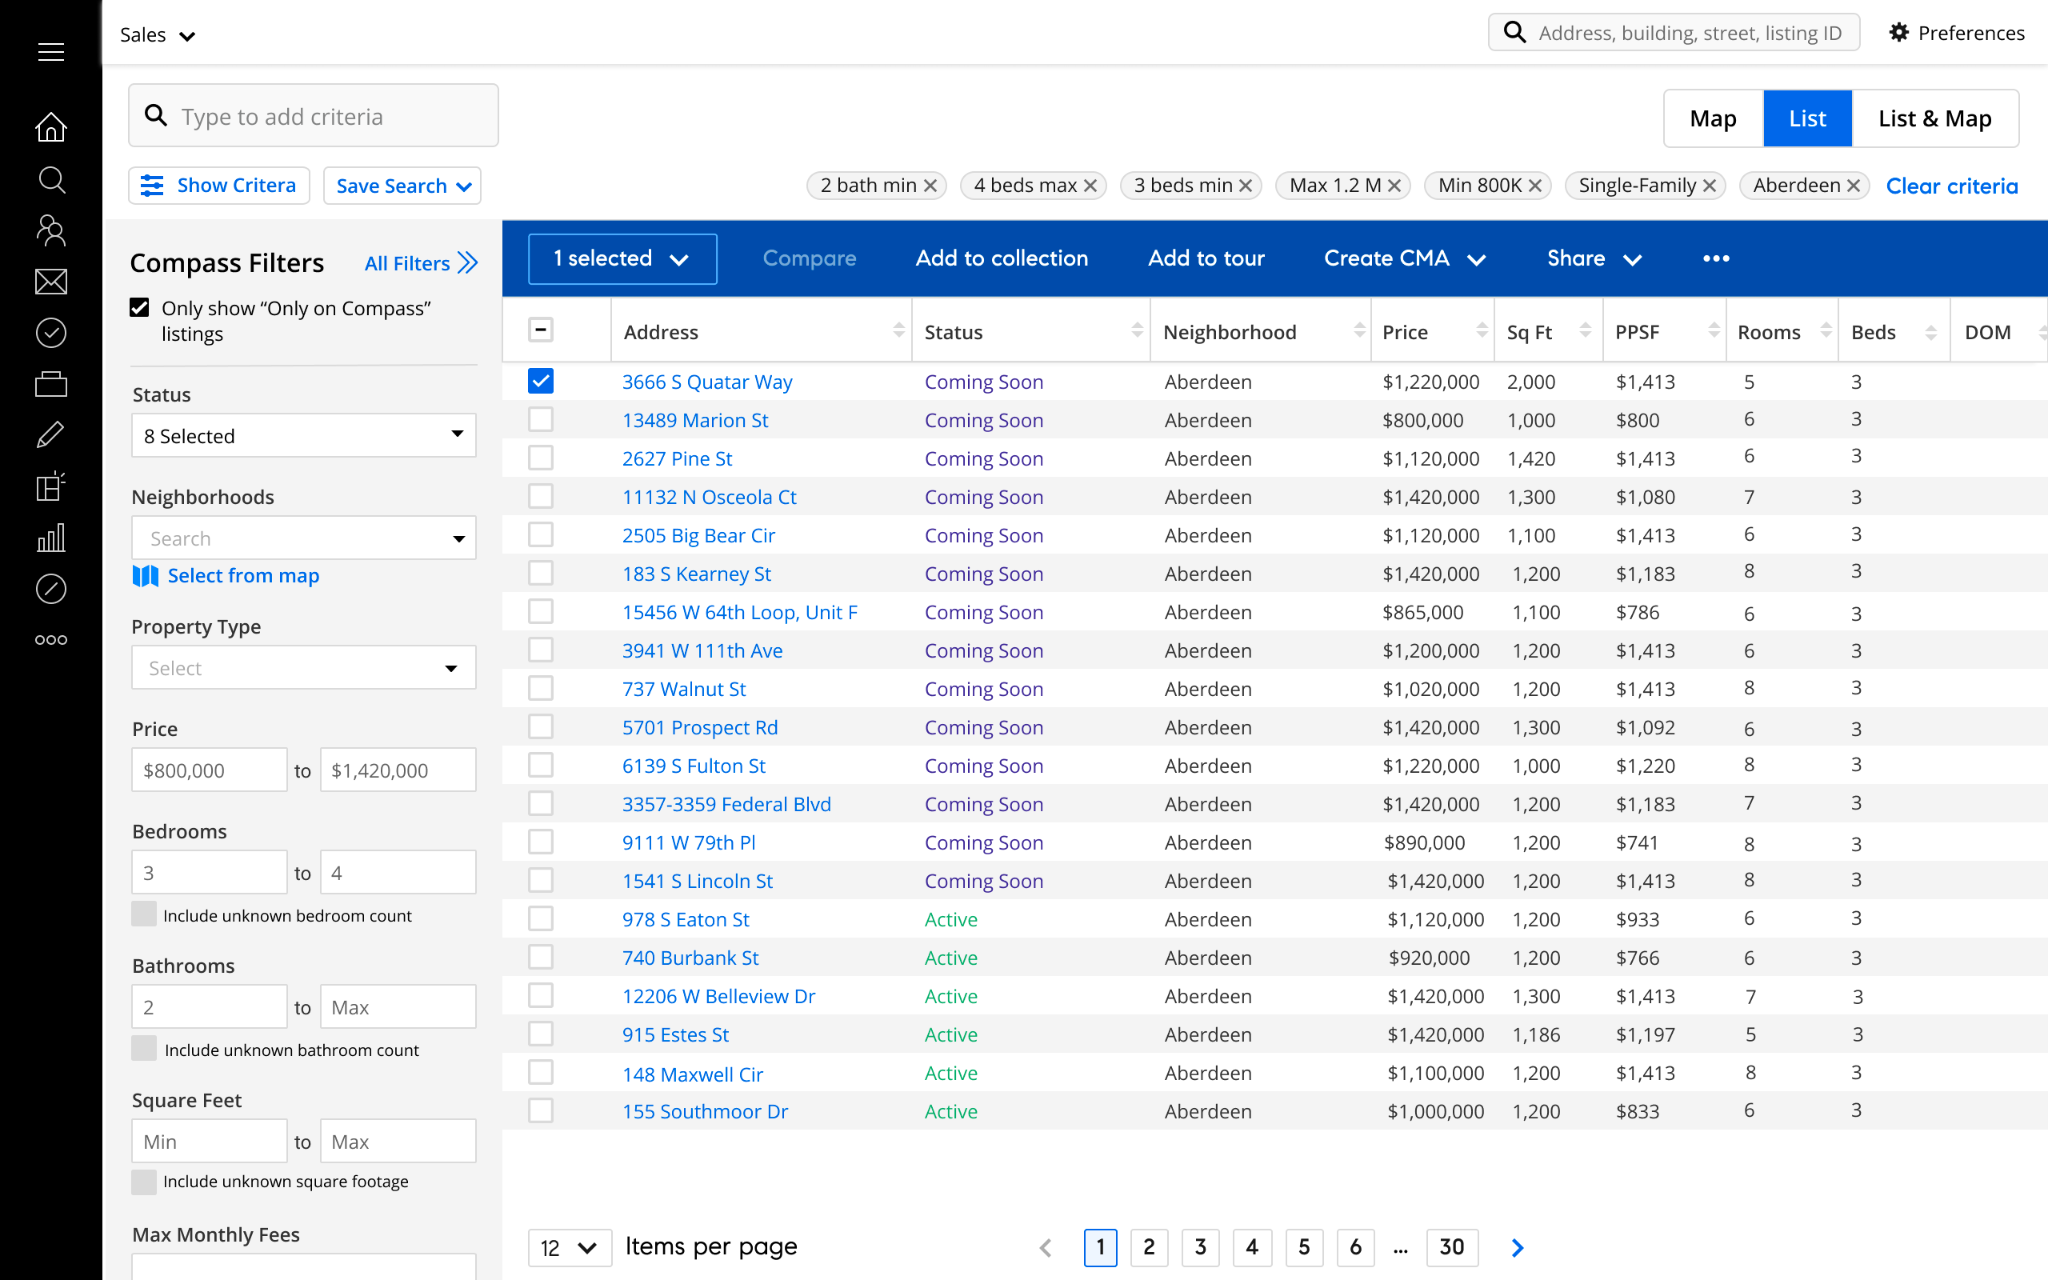 Sales
Address, building, street, listing ID
Preferences
Type to add criteria
Map List List & Map
Show Critera Save Search
2 bath min 4 beds max 3 beds min Max 1.2 M Min 800K Single-Family Aberdeen Clear criteria
Compass Filters All Filters
Only show “Only on Compass”
listings
Status
8 Selected
Neighborhoods
Search
Select from map
Property Type
Select
Price
$800,000 to $1,420,000
Bedrooms
3 to 4
Include unknown bedroom count
Bathrooms
2 to Max
Include unknown bathroom count
Square Feet
Min to Max
Include unknown square footage
Max Monthly Fees
1 selected Compare Add to collection Add to tour Create CMA Share
Address Status Neighborhood Price Sq Ft PPSF Rooms Beds DOM
3666 S Quatar Way Coming Soon Aberdeen $1,220,000 2,000 $1,413 5 3
13489 Marion St Coming Soon Aberdeen $800,000 1,000 $800 6 3
2627 Pine St Coming Soon Aberdeen $1,120,000 1,420 $1,413 6 3
11132 N Osceola Ct Coming Soon Aberdeen $1,420,000 1,300 $1,080 7 3
2505 Big Bear Cir Coming Soon Aberdeen $1,120,000 1,100 $1,413 6 3
183 S Kearney St Coming Soon Aberdeen $1,420,000 1,200 $1,183 8 3
15456 W 64th Loop, Unit F Coming Soon Aberdeen $865,000 1,100 $786 6 3
3941 W 111th Ave Coming Soon Aberdeen $1,200,000 1,200 $1,413 6 3
737 Walnut St Coming Soon Aberdeen $1,020,000 1,200 $1,413 8 3
5701 Prospect Rd Coming Soon Aberdeen $1,420,000 1,300 $1,092 6 3
6139 S Fulton St Coming Soon Aberdeen $1,220,000 1,000 $1,220 8 3
3357-3359 Federal Blvd Coming Soon Aberdeen $1,420,000 1,200 $1,183 7 3
9111 W 79th Pl Coming Soon Aberdeen $890,000 1,200 $741 8 3
1541 S Lincoln St Coming Soon Aberdeen $1,420,000 1,200 $1,413 8 3
978 S Eaton St Active Aberdeen $1,120,000 1,200 $933 6 3
740 Burbank St Active Aberdeen $920,000 1,200 $766 6 3
12206 W Belleview Dr Active Aberdeen $1,420,000 1,300 $1,413 7 3
915 Estes St Active Aberdeen $1,420,000 1,186 $1,197 5 3
148 Maxwell Cir Active Aberdeen $1,100,000 1,200 $1,413 8 3
155 Southmoor Dr Active Aberdeen $1,000,000 1,200 $833 6 3
12 Items per page 1 2 3 4 5 6 ... 30